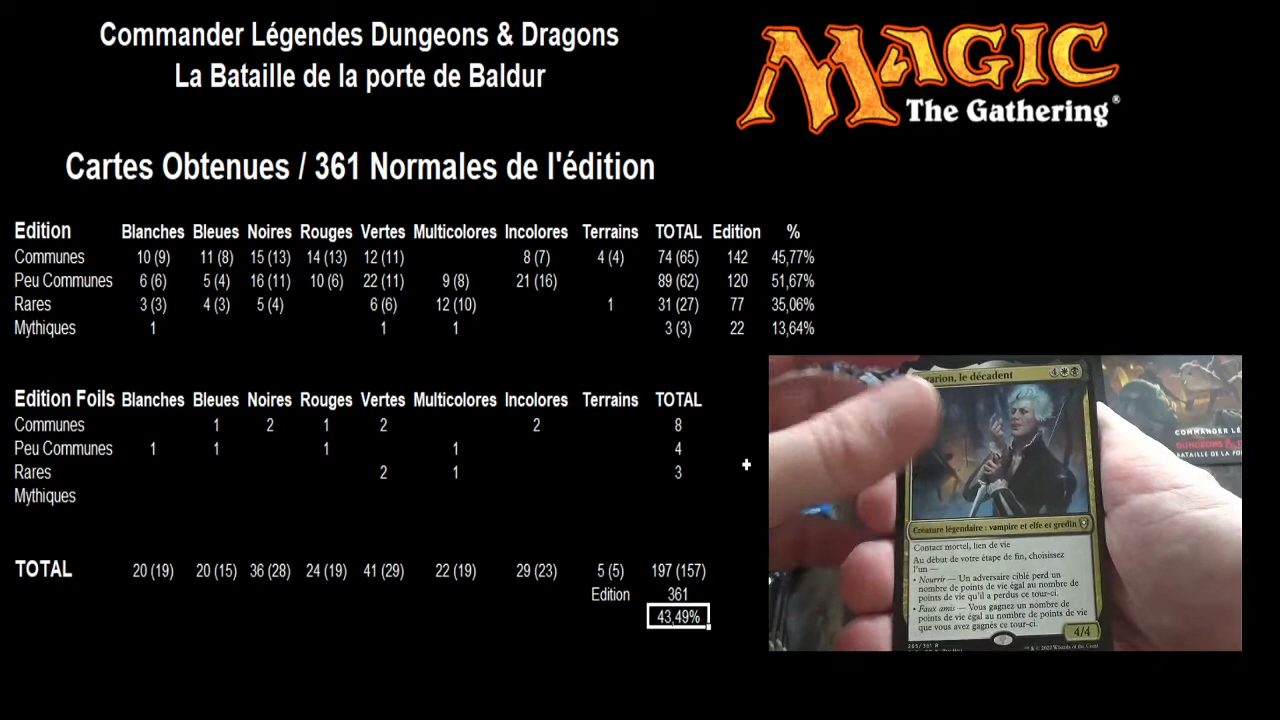 Commander Légendes Dungeons & Dragons
La Bataille de la porte de Baldur
MAGIC
The Gathering®
Cartes Obtenues / 361 Normales de l'édition
Edition Blanches Bleues Noires Rouges Vertes Multicolores Incolores Terrains TOTAL Edition %
Communes 10 (9) 11 (8) 15 (13) 14 (13) 12 (11) 8 (7) 4 (4) 74 (65) 142 45,77%
Peu Communes 6 (6) 5 (4) 16 (11) 10 (6) 22 (11) 9 (8) 21 (16) 89 (62) 120 51,67%
Rares 3 (3) 4 (3) 5 (4) 6 (6) 12 (10) 1 31 (27) 77 35,06%
Mythiques 1 1 1 3 (3) 22 13,64%
Edition Foils Blanches Bleues Noires Rouges Vertes Multicolores Incolores Terrains TOTAL
Communes 1 2 1 2 2 8
Peu Communes 1 1 1 1 4
Rares 2 1 3
Mythiques
TOTAL 20 (19) 20 (15) 36 (28) 24 (19) 41 (29) 22 (19) 29 (23) 5 (5) 197 (157)
Edition 361
43,49%
le décadent 4
Créature légendaire : vampire et elfe et gredin
Contact mortel, lien de vie
Au début de votre étape de fin, choisissez
l'un —
• Nourrir — Un adversaire ciblé perd un
nombre de points de vie égal au nombre de
points de vie qu'il a perdus ce tour-ci.
• Faux amis — Vous gagnez un nombre de
points de vie égal au nombre de points de vie
que vous avez gagnés ce tour-ci.
4/4
265/361 R
COMMANDER LÉ
DUNGEONS &
BATAILLE DE LA PO